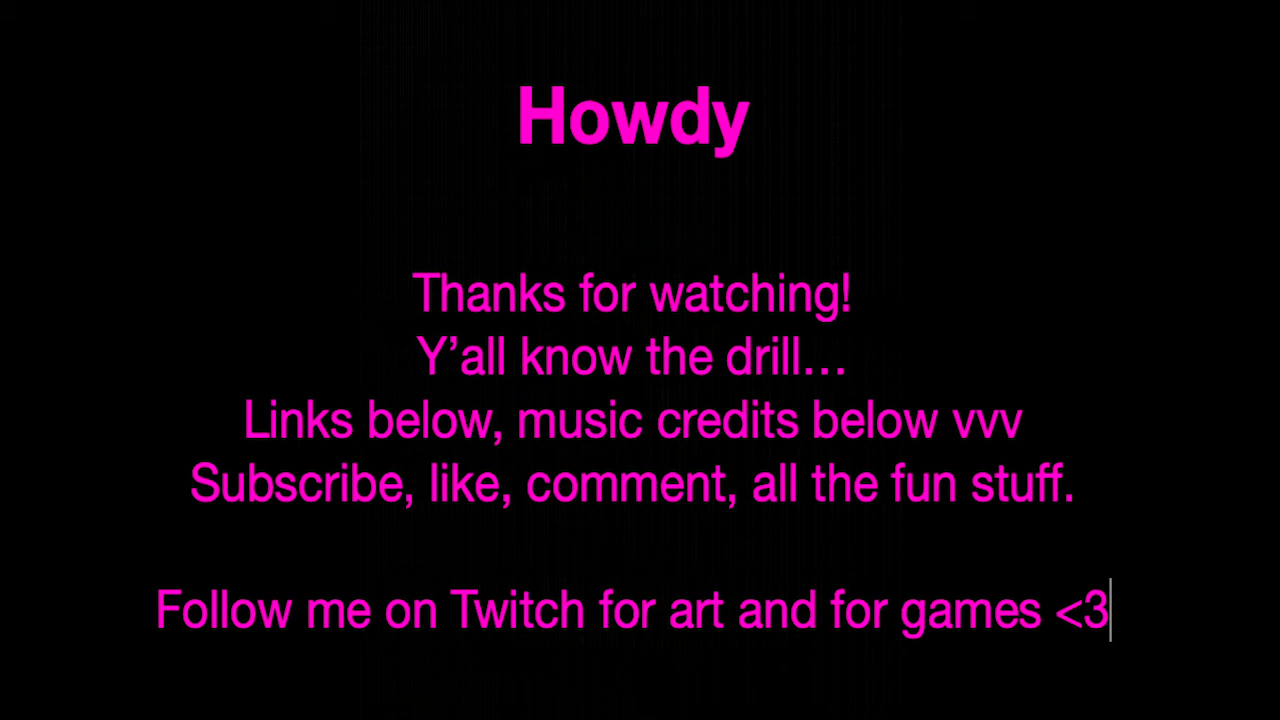 Howdy
Thanks for watching!
Y’all know the drill…
Links below, music credits below vvv
Subscribe, like, comment, all the fun stuff.
Follow me on Twitch for art and for games <3